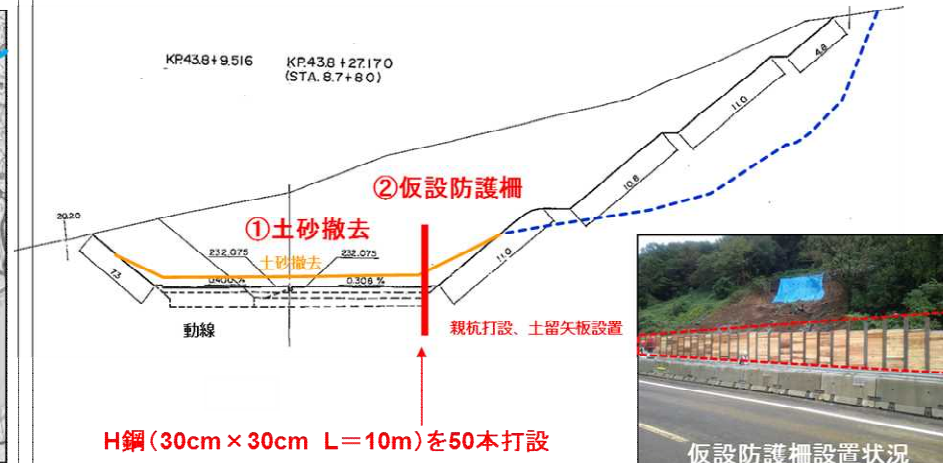 KP.43.8+9.516
KP.43.8+27.170
(STA.8.7+80)
4.8
11.0
②仮設防護柵
10.8
20.20
①土砂撤去
232.075
土砂撤去
232.075
11.0
7.3
0.308 %
動線
親杭打設、土留矢板設置
H鋼(30cm×30cm L=10m)を50本打設
仮設防護柵設置状況